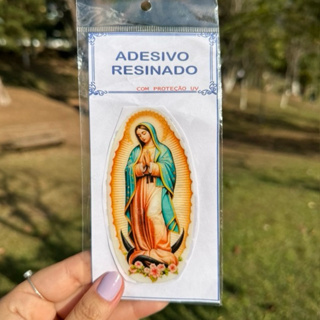 ADESIVO
RESINADO
COM PROTEÇÃO UV